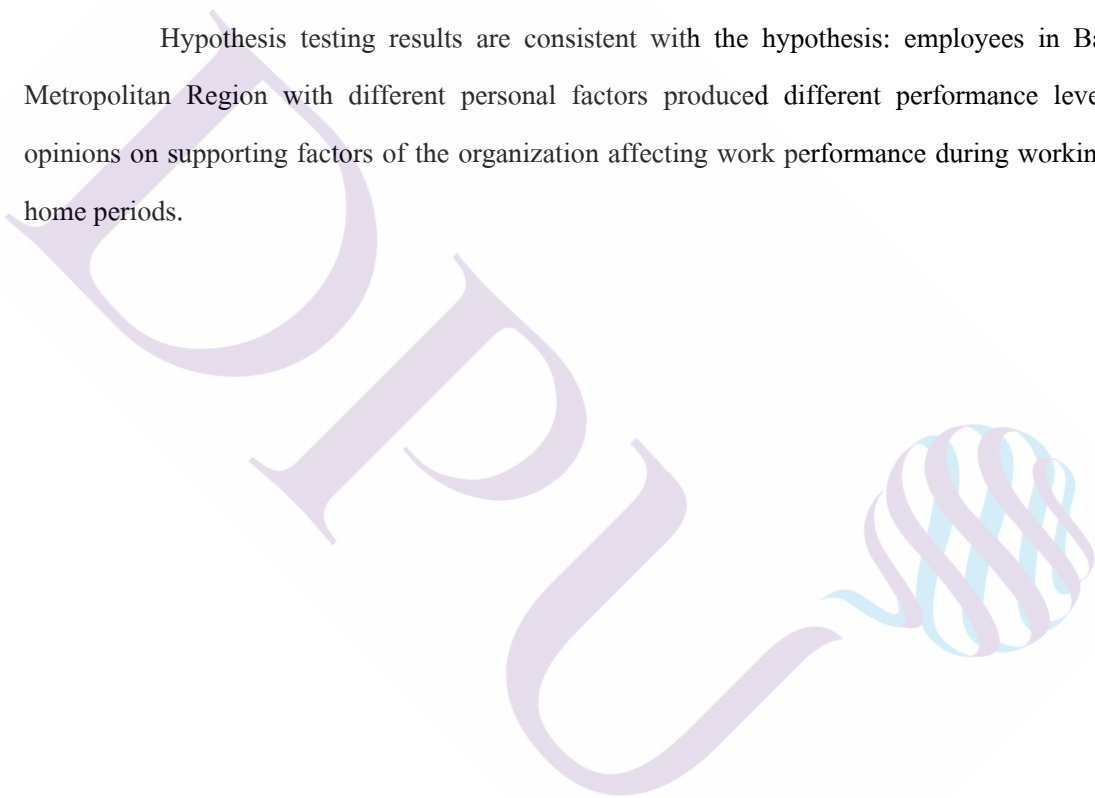 Hypothesis testing results are consistent with the hypothesis: employees in
Metropolitan Region with different personal factors produced different performance
opinions on supporting factors of the organization affecting work performance during
home periods.
DPU